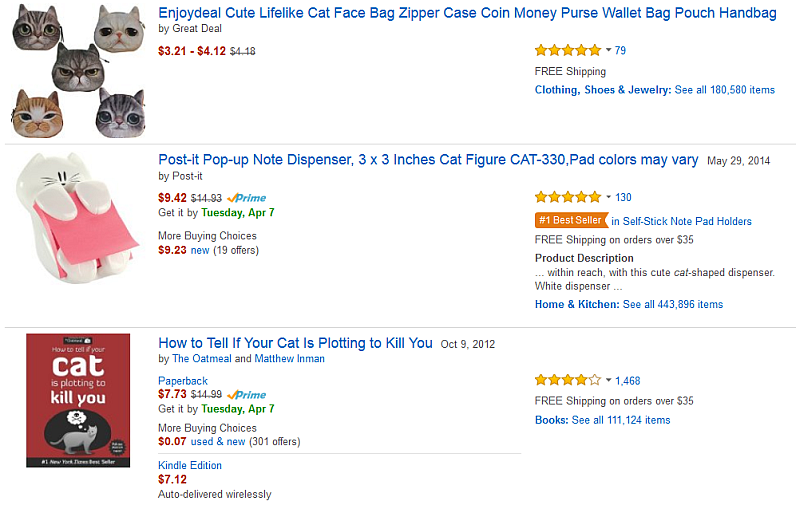 Enjoydeal Cute Lifelike Cat Face Bag Zipper Case Coin Money Purse Wallet Bag Pouch Handbag
by Great Deal
$3.21 - $4.12 $4.18
79
FREE Shipping
Clothing, Shoes & Jewelry: See all 180,580 items
Post-it Pop-up Note Dispenser, 3 x 3 Inches Cat Figure CAT-330,Pad colors may vary May 29, 2014
by Post-it
$9.42 $14.93 Prime
Get it by Tuesday, Apr 7
More Buying Choices
$9.23 new (19 offers)
130
#1 Best Seller in Self-Stick Note Pad Holders
FREE Shipping on orders over $35
Product Description
... within reach, with this cute cat-shaped dispenser.
White dispenser ...
Home & Kitchen: See all 443,896 items
How to tell if your
cat
is plotting to
kill you
#1 New York Times Best Seller
How to Tell If Your Cat Is Plotting to Kill You Oct 9, 2012
by The Oatmeal and Matthew Inman
Paperback
$7.73 $14.99 Prime
Get it by Tuesday, Apr 7
More Buying Choices
$0.07 used & new (301 offers)
Kindle Edition
$7.12
Auto-delivered wirelessly
1,468
FREE Shipping on orders over $35
Books: See all 111,124 items